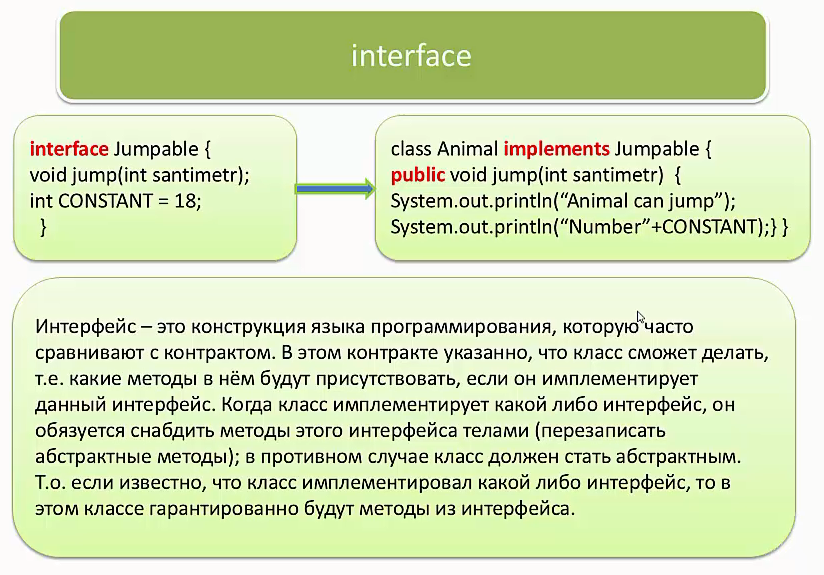 interface
interface Jumpable {
void jump(int santimetr);
int CONSTANT = 18;
}
class Animal implements Jumpable {
public void jump(int santimetr) {
System.out.println(“Animal can jump”);
System.out.println(“Number”+CONSTANT);} }
Интерфейс – это конструкция языка программирования, которую часто
сравнивают с контрактом. В этом контракте указанно, что класс сможет делать,
т.е. какие методы в нём будут присутствовать, если он имплементирует
данный интерфейс. Когда класс имплементирует какой либо интерфейс, он
обязуется снабдить методы этого интерфейса телами (перезаписать
абстрактные методы); в противном случае класс должен стать абстрактным.
Т.о. если известно, что класс имплементировал какой либо интерфейс, то в
этом классе гарантированно будут методы из интерфейса.